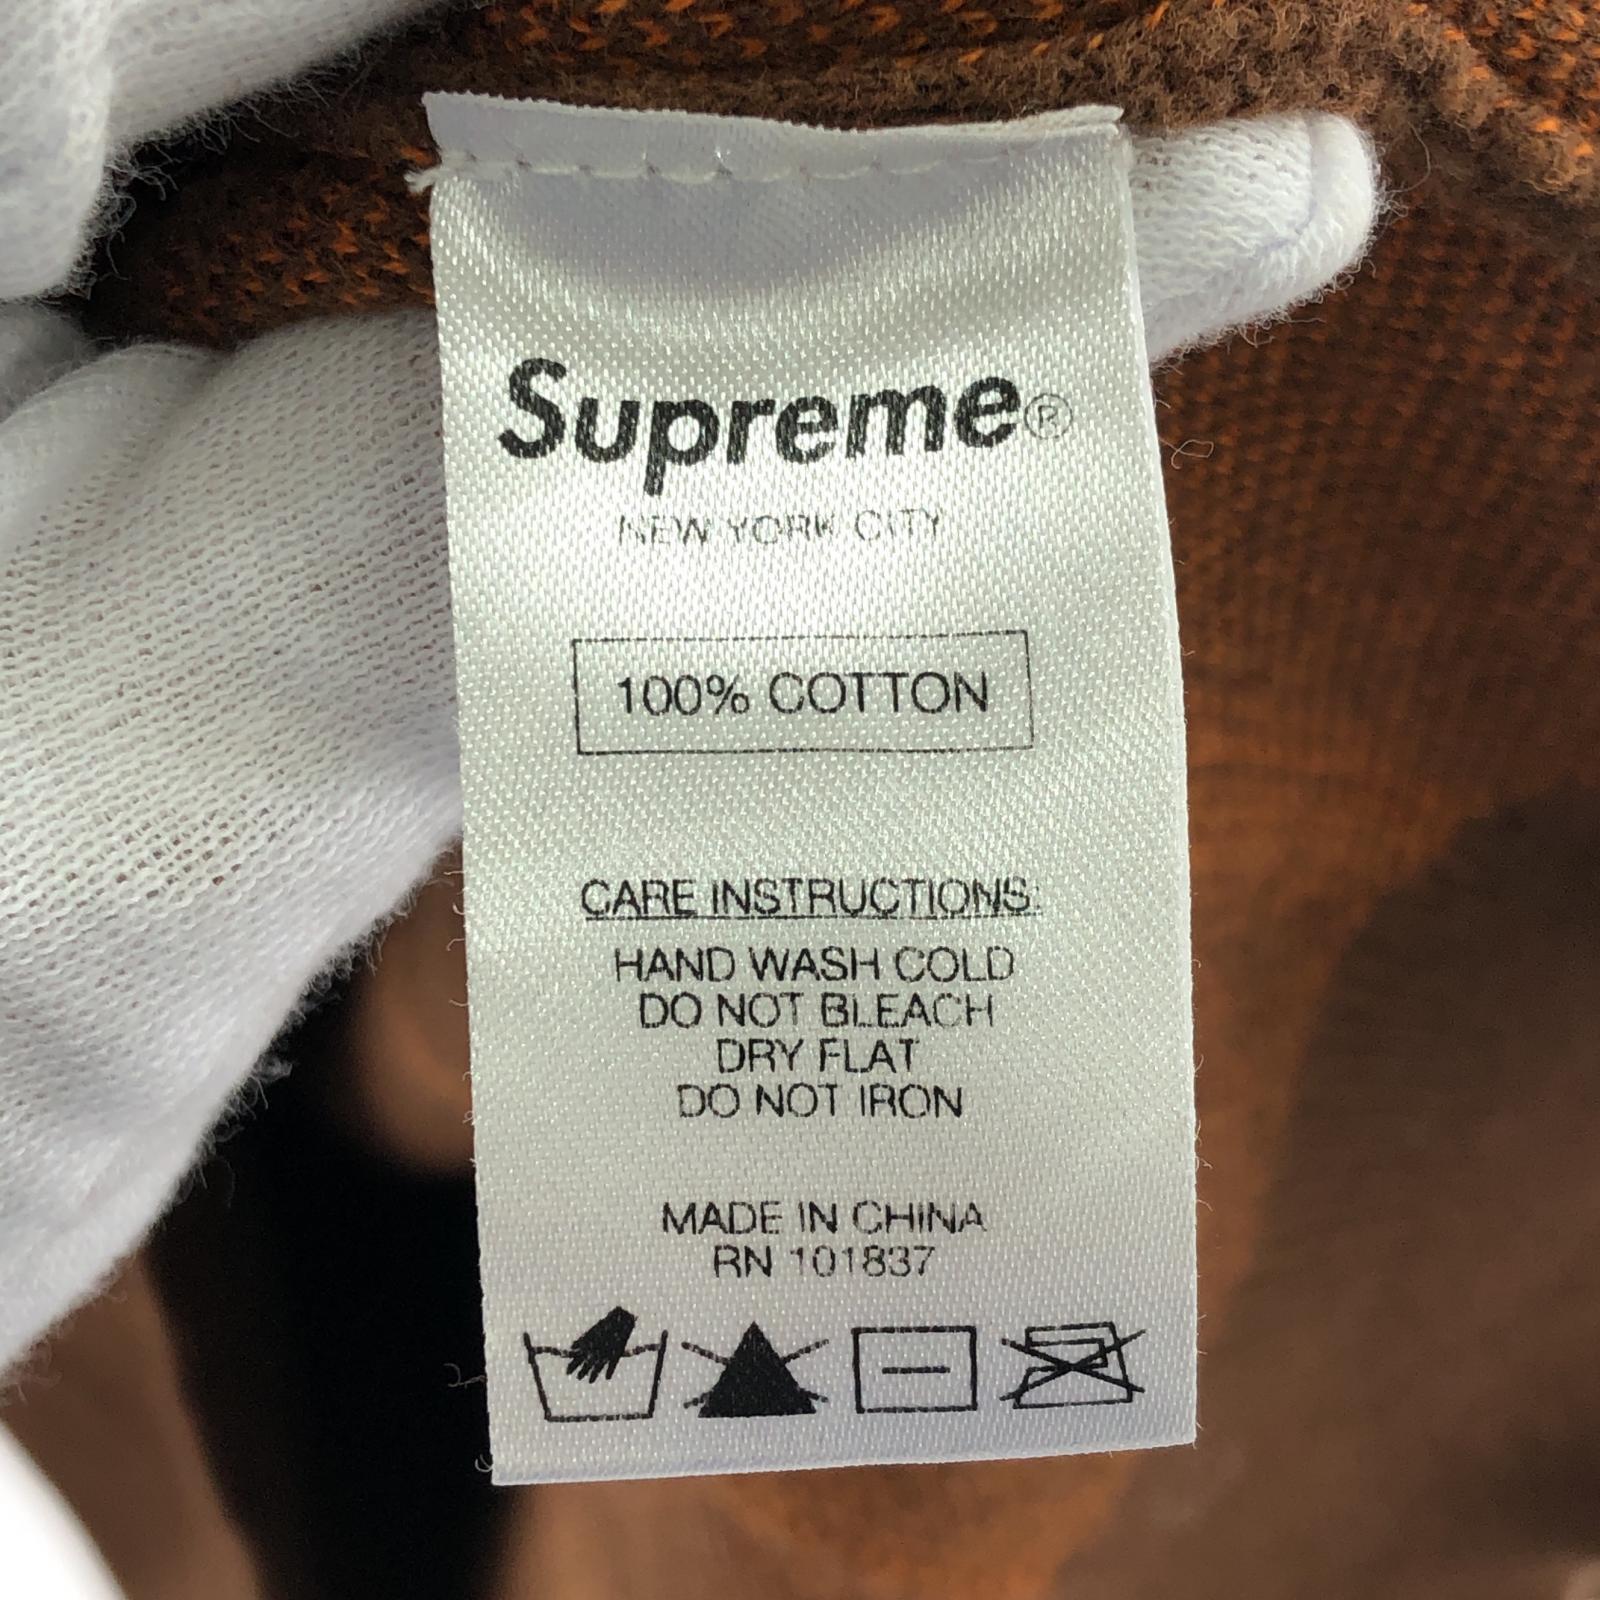 Supreme®
NEW YORK CITY
100% COTTON
CARE INSTRUCTIONS:
HAND WASH COLD
DO NOT BLEACH
DRY FLAT
DO NOT IRON
MADE IN CHINA
RN 101837